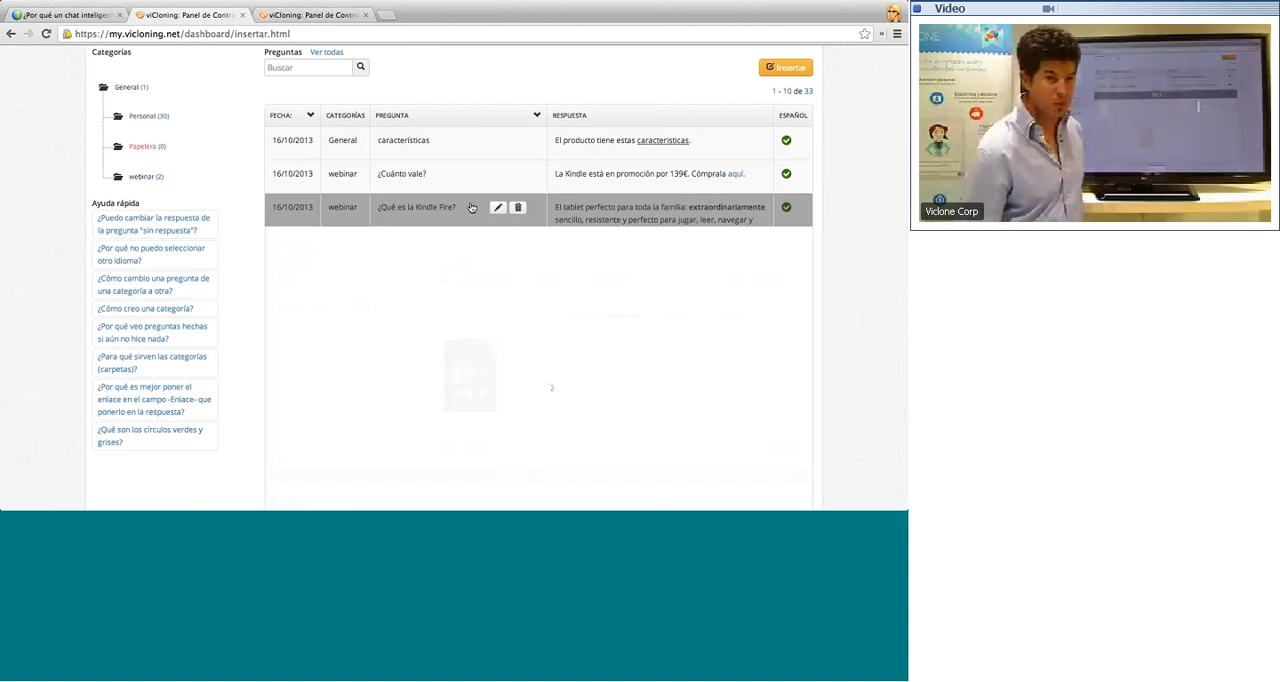 ¿Por qué un chat inteligent
viCloning: Panel de Contr
viCloning: Panel de Contro
https://my.vicloning.net/dashboard/insertar.html
Categorías
General (1)
Personal (30)
Papelera (0)
webinar (2)
Ayuda rápida
¿Puedo cambiar la respuesta de
la pregunta "sin respuesta"?
¿Por qué no puedo seleccionar
otro idioma?
¿Cómo cambio una pregunta de
una categoría a otra?
¿Cómo creo una categoría?
¿Por qué veo preguntas hechas
si aún no hice nada?
¿Para qué sirven las categorías
(carpetas)?
¿Por qué es mejor poner el
enlace en el campo -Enlace- que
ponerlo en la respuesta?
¿Qué son los círculos verdes y
grises?
Preguntas Ver todas
Buscar
Insertar
1 - 10 de 33
FECHA: CATEGORÍAS PREGUNTA RESPUESTA ESPAÑOL
16/10/2013 General características El producto tiene estas caracteristicas.
16/10/2013 webinar ¿Cuánto vale? La Kindle está en promoción por 139€. Cómprala aquí.
16/10/2013 webinar ¿Qué es la Kindle Fire? El tablet perfecto para toda la familia: extraordinariamente
sencillo, resistente y perfecto para jugar, leer, navegar y
Video
Viclone Corp